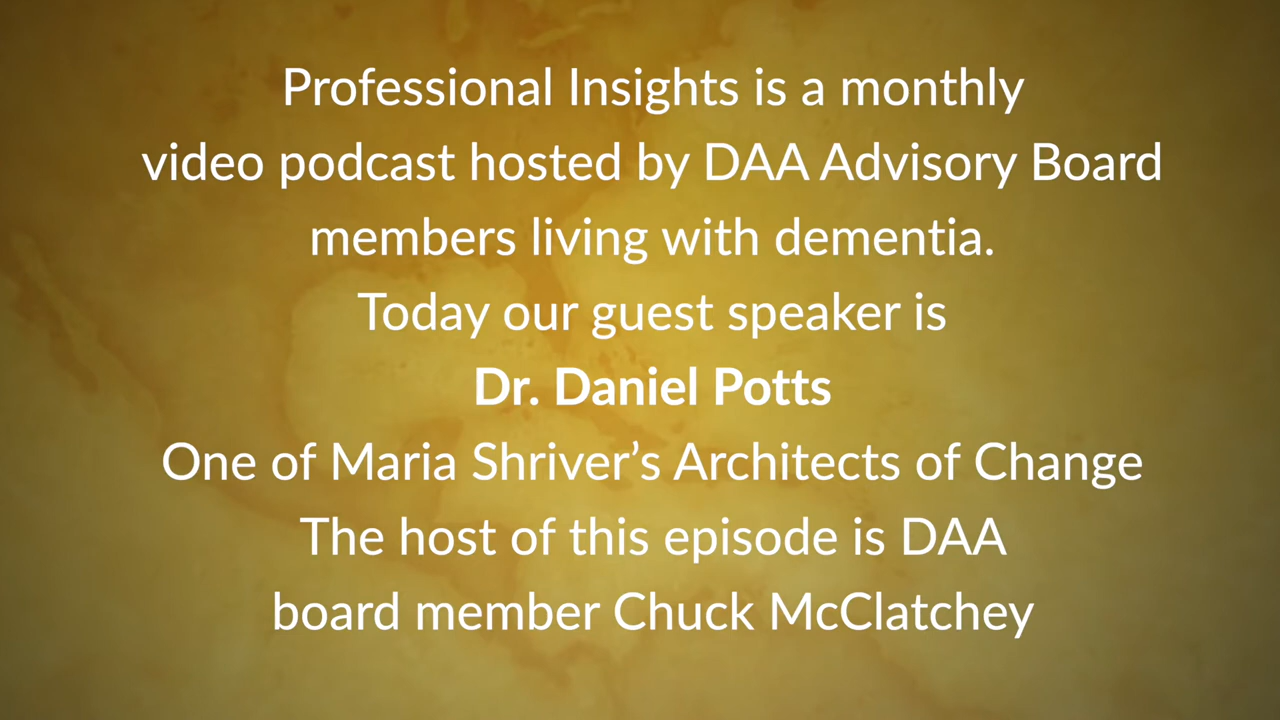 Professional Insights is a monthly
video podcast hosted by DAA Advisory Board
members living with dementia.
Today our guest speaker is
Dr. Daniel Potts
One of Maria Shriver’s Architects of Change
The host of this episode is DAA
board member Chuck McClatchey